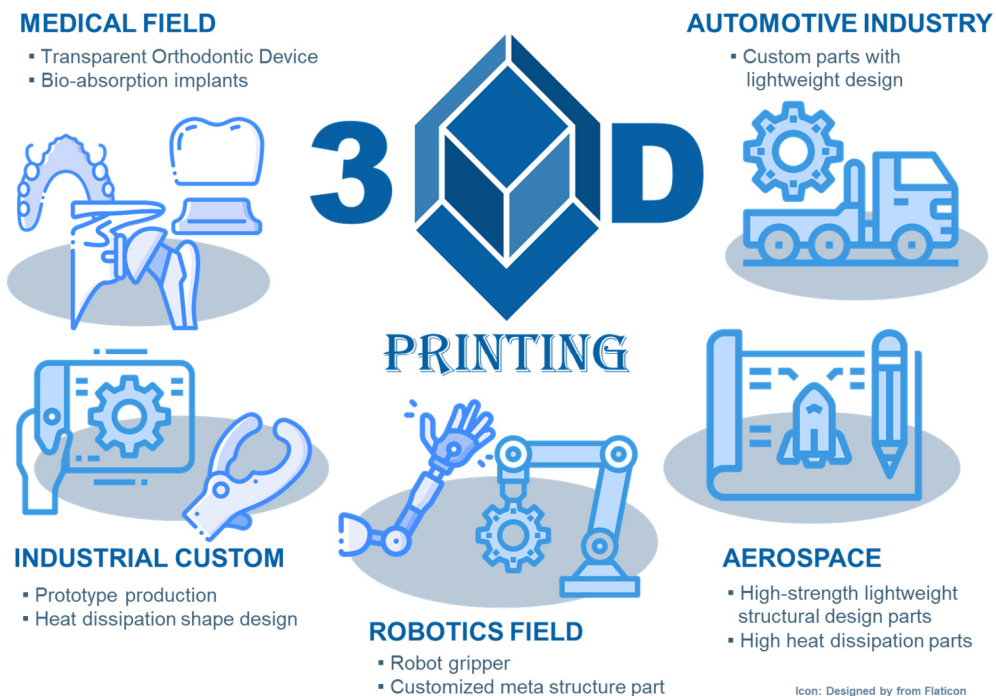 MEDICAL FIELD
▪ Transparent Orthodontic Device
▪ Bio-absorption implants
AUTOMOTIVE INDUSTRY
▪ Custom parts with
lightweight design
3 D
PRINTING
INDUSTRIAL CUSTOM
▪ Prototype production
▪ Heat dissipation shape design
ROBOTICS FIELD
▪ Robot gripper
▪ Customized meta structure part
AEROSPACE
▪ High-strength lightweight
structural design parts
▪ High heat dissipation parts
Icon: Designed by from Flaticon